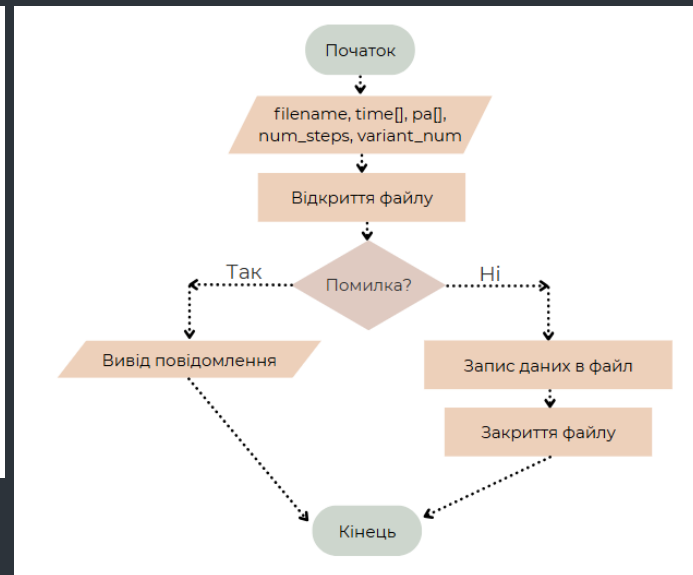 Початок
filename, time[], pa[],
num_steps, variant_num
Відкриття файлу
Помилка?
Так
Ні
Вивід повідомлення
Запис даних в файл
Закриття файлу
Кінець